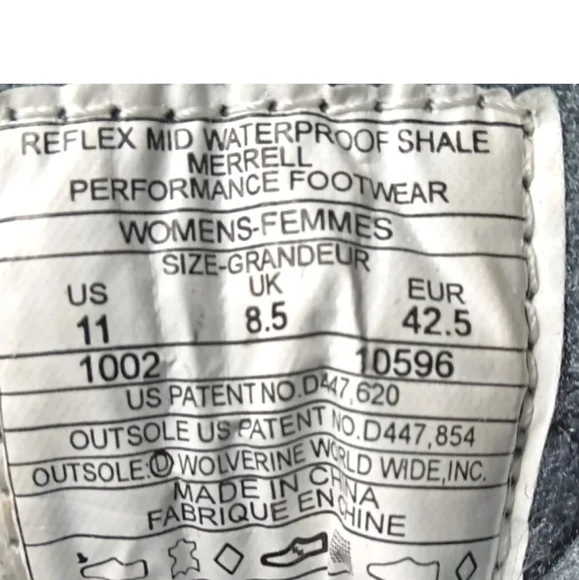 REFLEX MID WATERPROOF SHALE
MERRELL
PERFORMANCE FOOTWEAR
WOMENS-FEMMES
SIZE-GRANDEUR
US UK EUR
11 8.5 42.5
1002 10596
US PATENT NO.D447,620
OUTSOLE US PATENT NO.D447,854
OUTSOLE:Ⓤ WOLVERINE WORLD WIDE,INC.
MADE IN CHINA
FABRIQUE EN CHINE